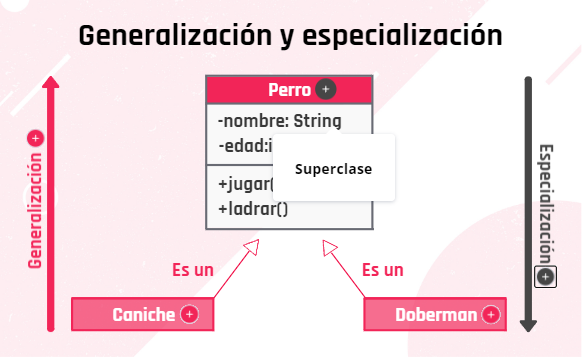 Generalización y especialización
Perro +
-nombre: String
-edad:i
Superclase
+jugar(
+ladrar()
Generalización +
Especialización +
Es un
Es un
Caniche +
Doberman +